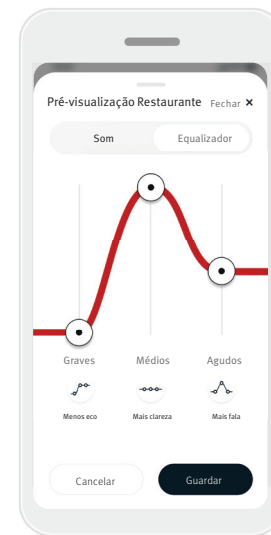 Pré-visualização Restaurante Fechar ×
Som Equalizador
Graves Médios Agudos
Menos eco Mais clareza Mais fala
Cancelar Guardar